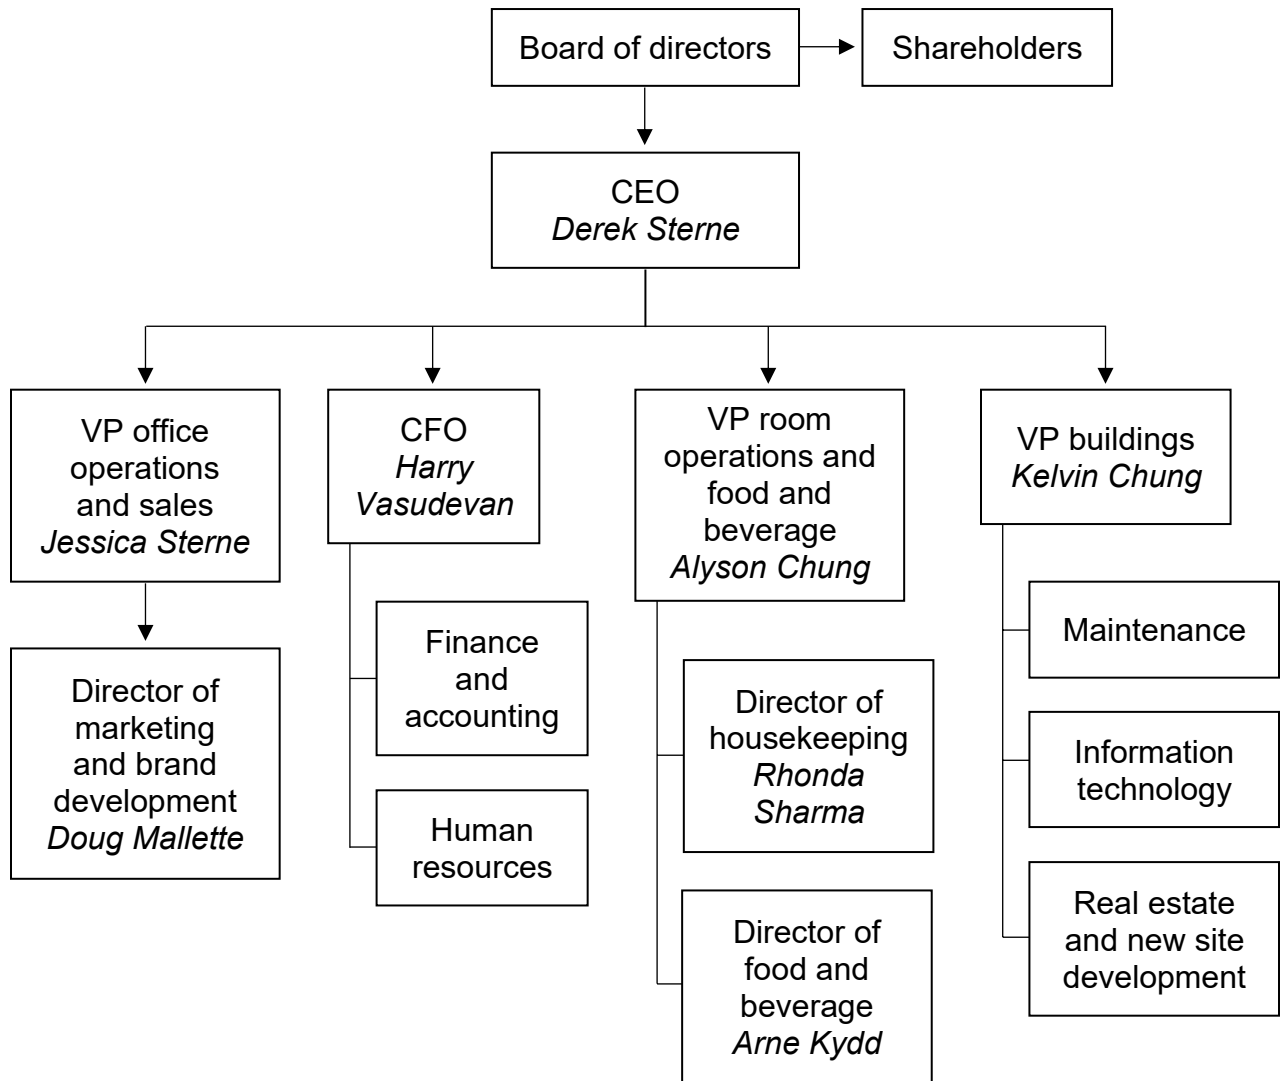 Board of directors
Shareholders
CEO
Derek Sterne
VP office
operations
and sales
Jessica Sterne
CFO
Harry
Vasudevan
VP room
operations and
food and
beverage
Alyson Chung
VP buildings
Kelvin Chung
Director of
marketing
and brand
development
Doug Mallette
Finance
and
accounting
Human
resources
Director of
housekeeping
Rhonda
Sharma
Director of
food and
beverage
Arne Kydd
Maintenance
Information
technology
Real estate
and new site
development